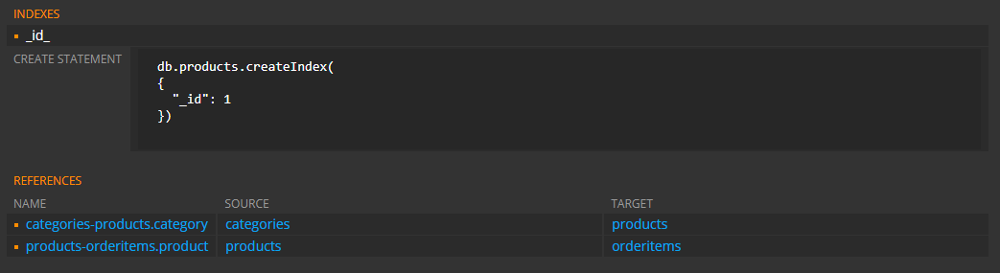 INDEXES
_id_
CREATE STATEMENT
db.products.createIndex(
{
  "_id": 1
})
REFERENCES
NAME SOURCE TARGET
categories-products.category categories products
products-orderitems.product products orderitems